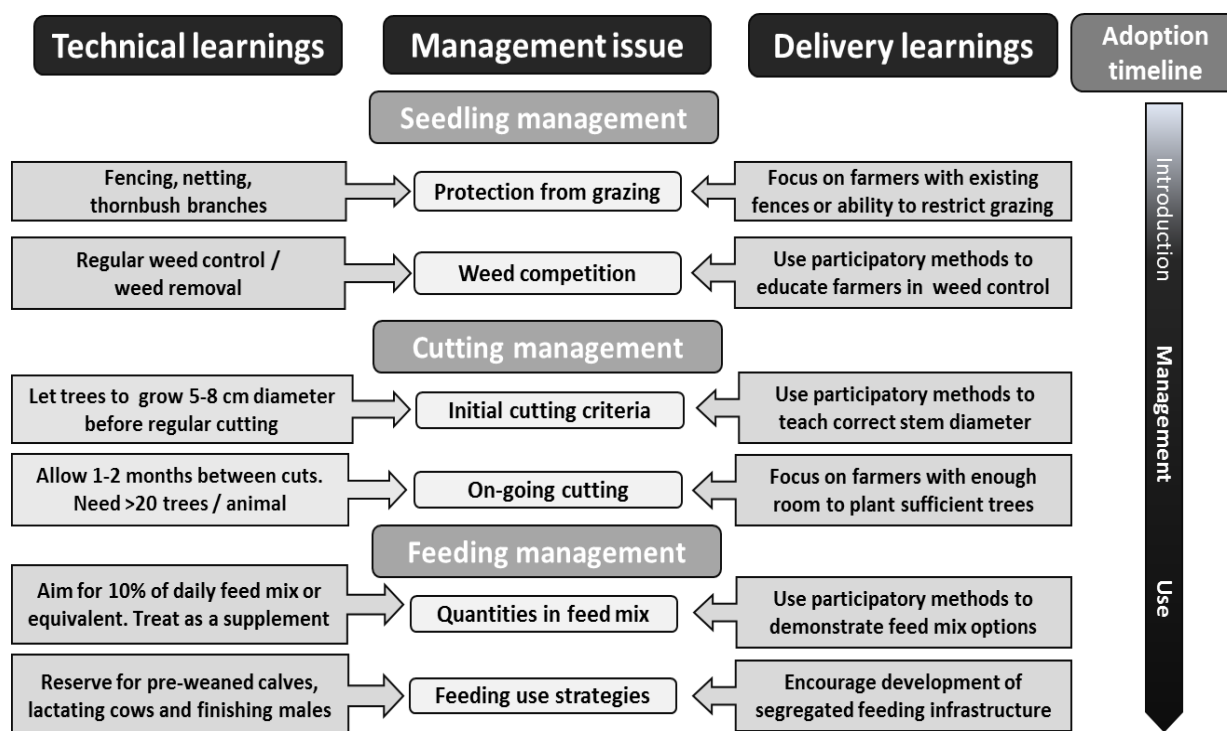 Technical learnings
Management issue
Delivery learnings
Adoption
timeline
Seedling management
Fencing, netting,
thornbush branches
Protection from grazing
Focus on farmers with existing
fences or ability to restrict grazing
Regular weed control /
weed removal
Weed competition
Use participatory methods to
educate farmers in weed control
Introduction
Cutting management
Let trees to grow 5-8 cm diameter
before regular cutting
Initial cutting criteria
Use participatory methods to
teach correct stem diameter
Allow 1-2 months between cuts.
Need >20 trees / animal
On-going cutting
Focus on farmers with enough
room to plant sufficient trees
Management
Feeding management
Aim for 10% of daily feed mix or
equivalent. Treat as a supplement
Quantities in feed mix
Use participatory methods to
demonstrate feed mix options
Reserve for pre-weaned calves,
lactating cows and finishing males
Feeding use strategies
Encourage development of
segregated feeding infrastructure
Use